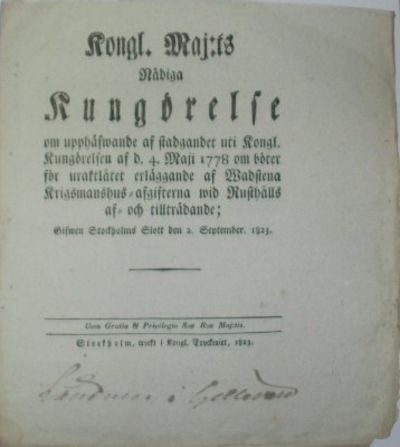 Kongl. Maj:ts
Nådiga
Kungörelse
om upphäfwande af stadgandet uti Kongl.
Kungörelsen af d. 4. Maji 1778 om böter
för uraktlåtet erläggande af Wadstena
Krigsmanshus-afgifterna wid Rusthålls
af- och tillträdande;
Gifwen Stockholms Slott den 2. September. 1823.
Cum Gratia & Privilegio S:æ R:æ Maj:tis.
Stockholm, tryckt i Kongl. Tryckeriet, 1823.